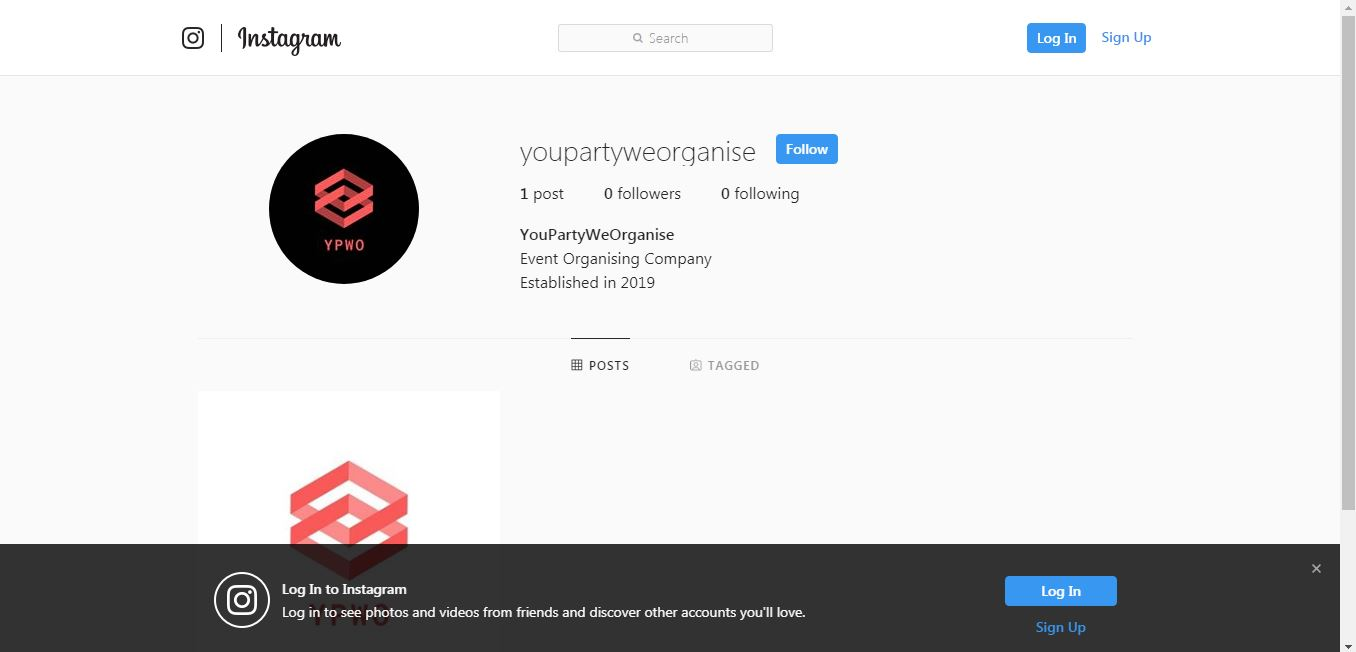 Instagram
Search
Log In
Sign Up
youpartyweorganise
Follow
1 post
0 followers
0 following
YPWO
YouPartyWeOrganise
Event Organising Company
Established in 2019
POSTS
TAGGED
Log In to Instagram
Log in to see photos and videos from friends and discover other accounts you'll love.
YPWO
Log In
Sign Up